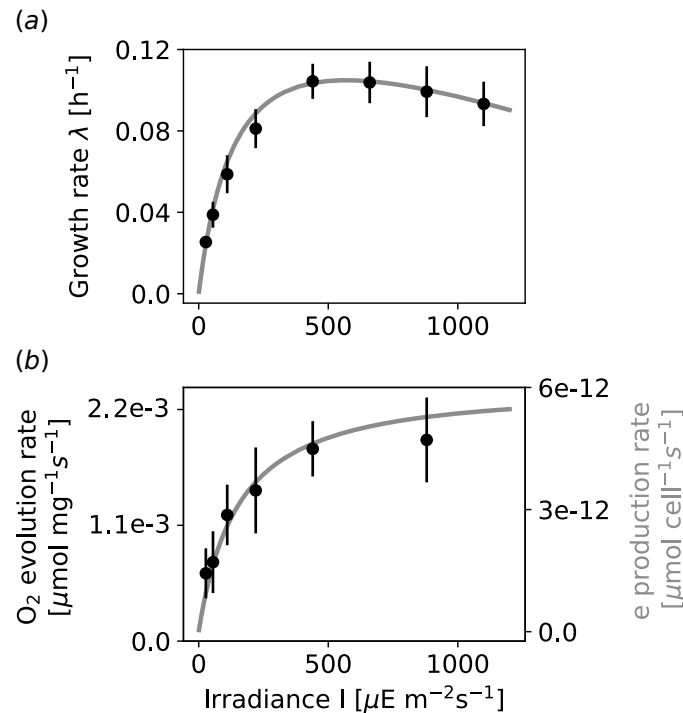 (a)
Growth rate λ [h⁻¹]
0.12
0.08
0.04
0.0
0
500
1000
(b)
O₂ evolution rate
[μmol mg⁻¹s⁻¹]
2.2e-3
1.1e-3
0.0
6e-12
3e-12
0.0
e production rate
[μmol cell⁻¹s⁻¹]
0
500
1000
Irradiance I [μE m⁻²s⁻¹]